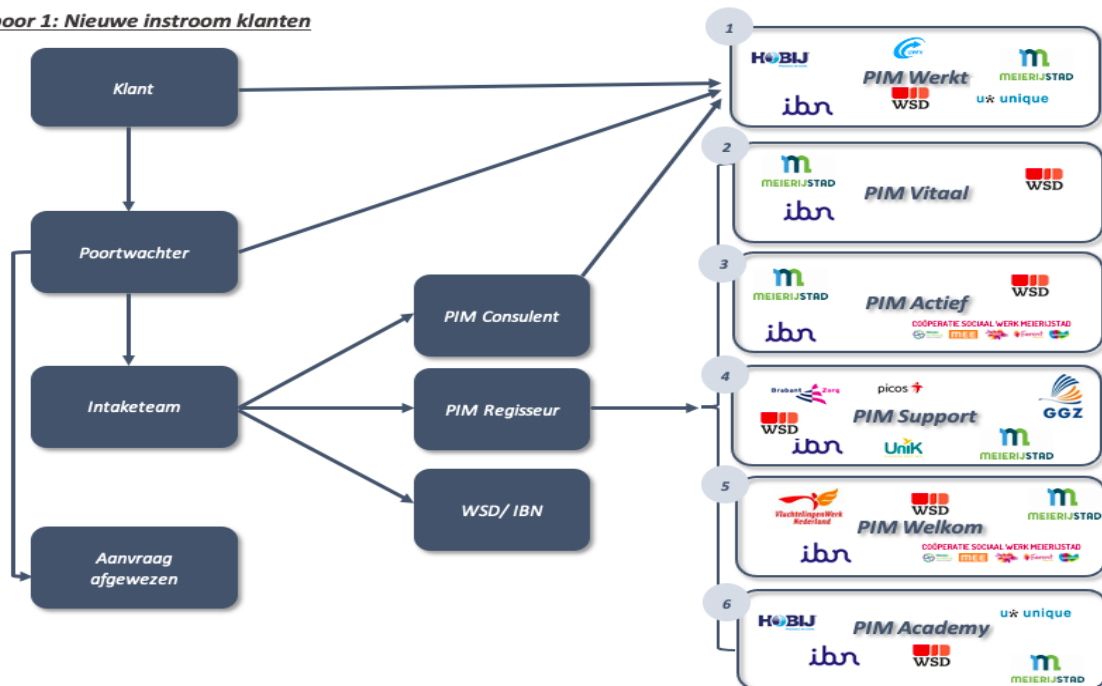 poor 1: Nieuwe instroom klanten
Klant
Poortwachter
Intaketeam
Aanvraag
afgewezen
PIM Consulent
PIM Regisseur
WSD/ IBN
1
HOBIJ
PIM Werkt
MEIERIJSTAD
ibn
WSD
u* unique
2
MEIERIJSTAD
PIM Vitaal
WSD
ibn
3
MEIERIJSTAD
PIM Actief
WSD
ibn
COÖPERATIE SOCIAAL WERK MEIERIJSTAD
MEE
4
Brabant Zorg
picos
GGZ
WSD
PIM Support
ibn
UniK
MEIERIJSTAD
5
VluchtelingenWerk
Nederland
WSD
MEIERIJSTAD
PIM Welkom
ibn
COÖPERATIE SOCIAAL WERK MEIERIJSTAD
MEE
6
HOBIJ
PIM Academy
u* unique
ibn
WSD
MEIERIJSTAD